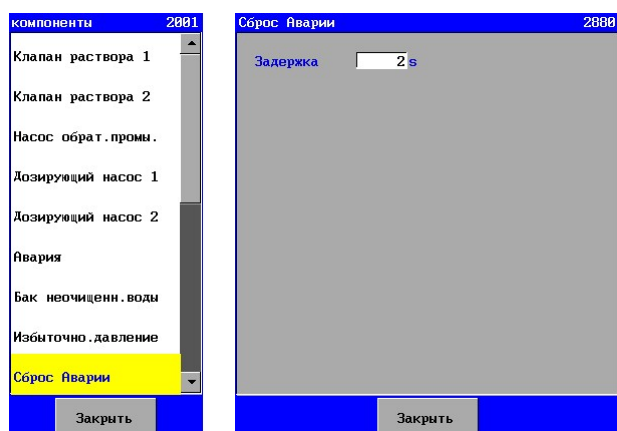 компоненты 2001
Клапан раствора 1
Клапан раствора 2
Насос обрат.промы.
Дозирующий насос 1
Дозирующий насос 2
Авария
Бак неочищенн.воды
Избыточно.давление
Сброс Аварии
Закрыть
Сброс Аварии 2880
Задержка 2 s
Закрыть